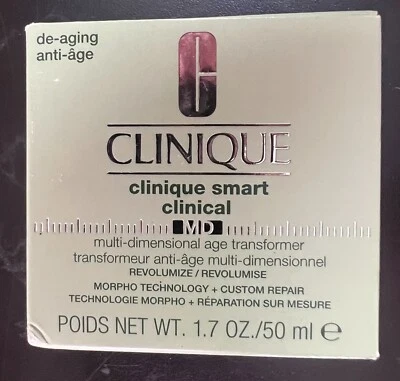 de-aging
anti-âge
CLINIQUE
clinique smart
clinical
MD
multi-dimensional age transformer
transformeur anti-âge multi-dimensionnel
REVOLUMIZE / REVOLUMISE
MORPHO TECHNOLOGY + CUSTOM REPAIR
TECHNOLOGIE MORPHO + RÉPARATION SUR MESURE
POIDS NET WT. 1.7 OZ./50 ml ℮